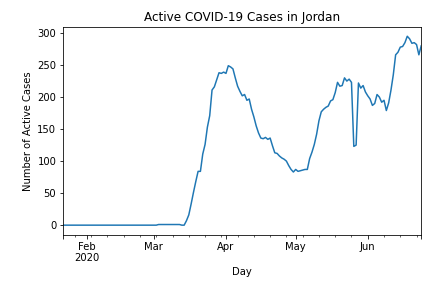 Active COVID-19 Cases in Jordan
Number of Active Cases
300
250
200
150
100
50
0
Feb Mar Apr May Jun
2020
Day